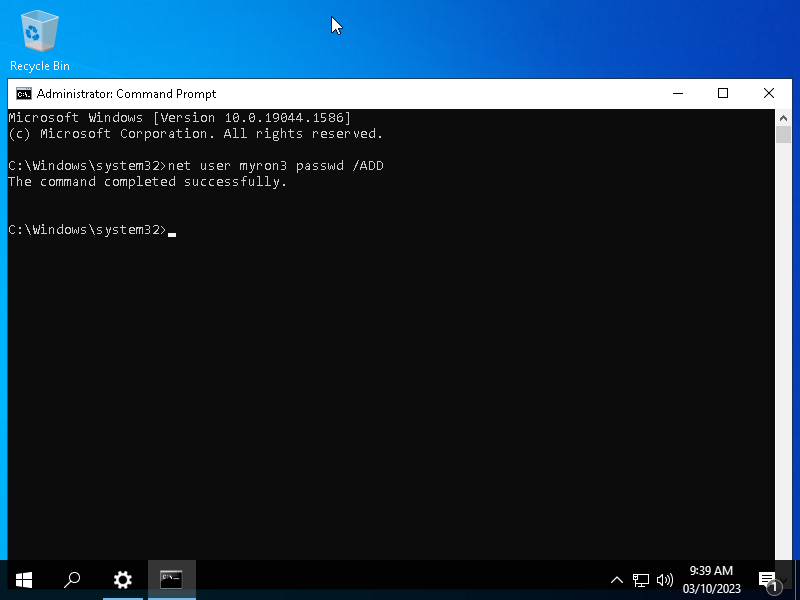 Recycle Bin
Administrator: Command Prompt
Microsoft Windows [Version 10.0.19044.1586]
(c) Microsoft Corporation. All rights reserved.
C:\Windows\system32>net user myron3 passwd /ADD
The command completed successfully.
C:\Windows\system32>
9:39 AM
03/10/2023
1